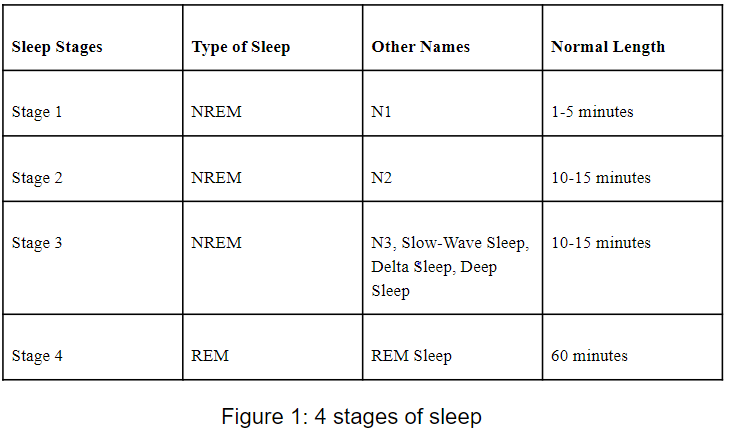 Sleep Stages Type of Sleep Other Names Normal Length
Stage 1 NREM N1 1-5 minutes
Stage 2 NREM N2 10-15 minutes
Stage 3 NREM N3, Slow-Wave Sleep, 10-15 minutes
Delta Sleep, Deep
Sleep
Stage 4 REM REM Sleep 60 minutes
Figure 1: 4 stages of sleep